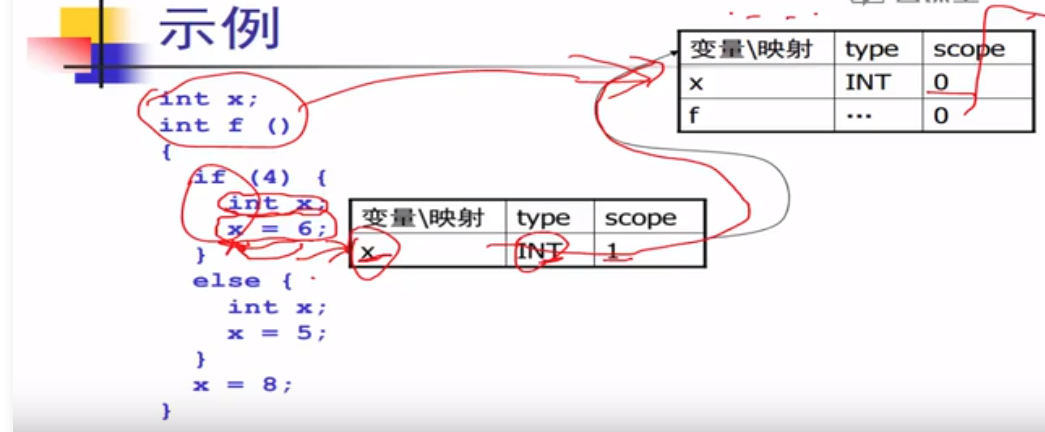 示例
变量\映射 type scope
x INT 0
f … 0
int x;
int f ()
{
if (4) {
int x;
x = 6;
}
else {
int x;
x = 5;
}
x = 8;
}
变量\映射 type scope
x INT 1